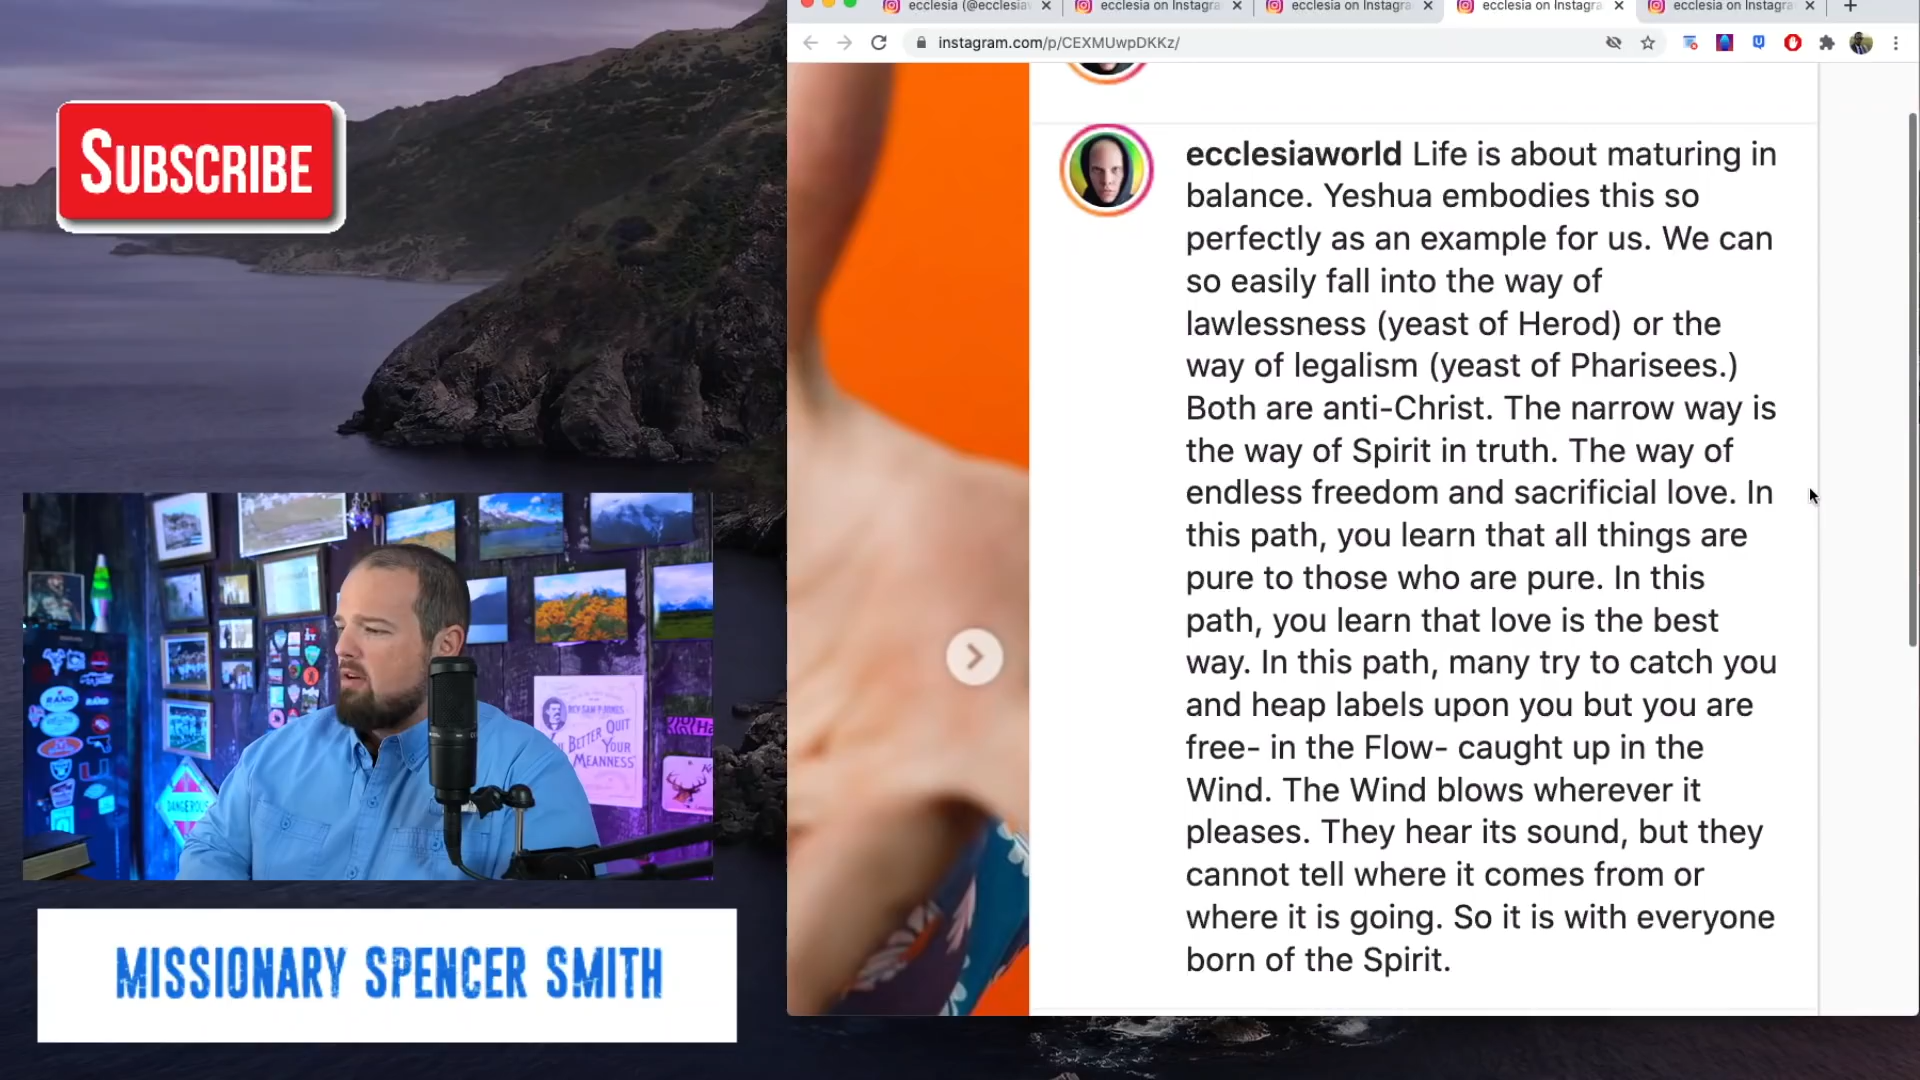 ecclesia (@ecclesiaw
ecclesia on Instagra
ecclesia on Instagra
ecclesia on Instagra
ecclesia on Instagra
instagram.com/p/CEXMUwpDKKz/
SUBSCRIBE
ecclesiaworld Life is about maturing in
balance. Yeshua embodies this so
perfectly as an example for us. We can
so easily fall into the way of
lawlessness (yeast of Herod) or the
way of legalism (yeast of Pharisees.)
Both are anti-Christ. The narrow way is
the way of Spirit in truth. The way of
endless freedom and sacrificial love. In
this path, you learn that all things are
pure to those who are pure. In this
path, you learn that love is the best
way. In this path, many try to catch you
and heap labels upon you but you are
free- in the Flow- caught up in the
Wind. The Wind blows wherever it
pleases. They hear its sound, but they
cannot tell where it comes from or
where it is going. So it is with everyone
born of the Spirit.
REV. SAM P. JONES
BETTER QUIT
YOUR
MEANNESS
DANGEROUS
MISSIONARY SPENCER SMITH